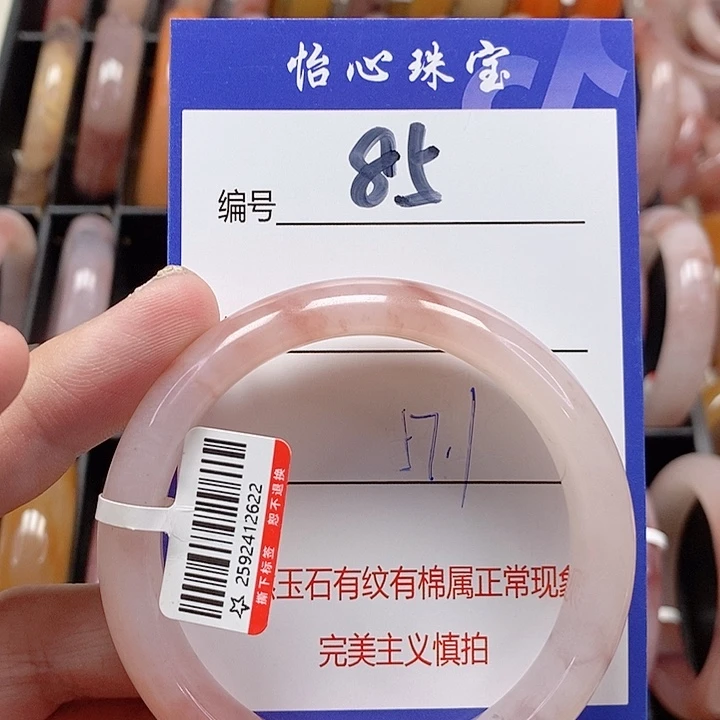 怡心珠宝
85
编号
57.1
2592412622
撕下标签 恕不退换
玉石有纹有棉属正常现象
完美主义慎拍